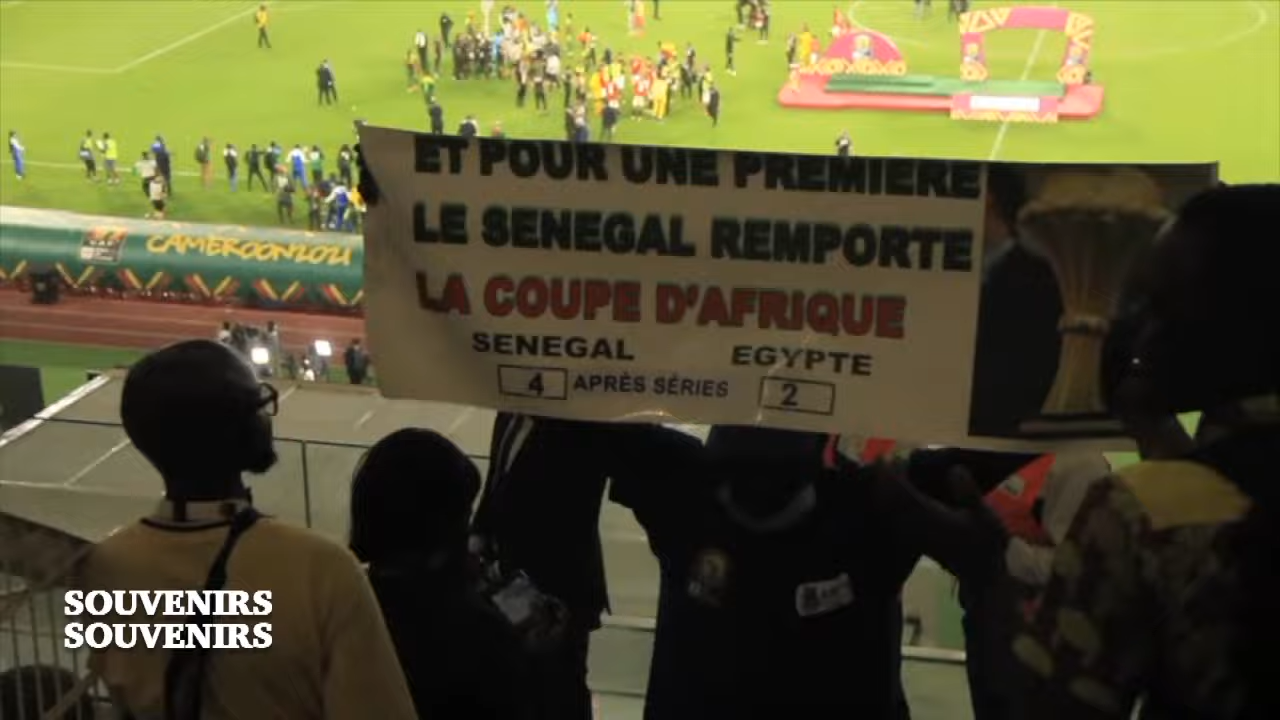 CAMEROON2021
ET POUR UNE PREMIERE
LE SENEGAL REMPORTE
LA COUPE D'AFRIQUE
SENEGAL EGYPTE
4 APRÈS SÉRIES 2
SOUVENIRS
SOUVENIRS